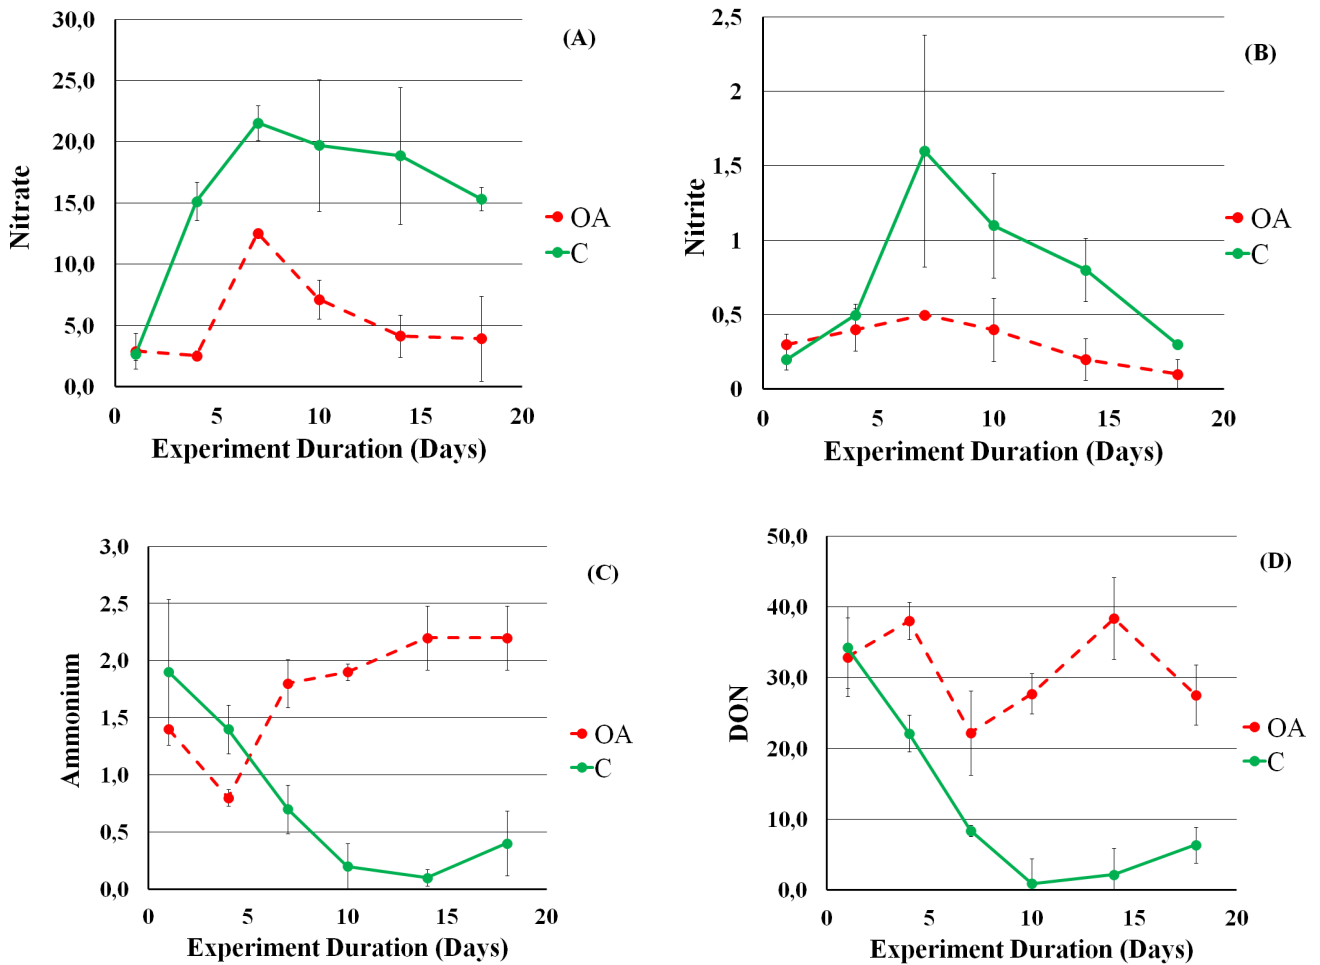 (A)
Nitrate
30,0
25,0
20,0
15,0
10,0
5,0
0,0
0 5 10 15 20
Experiment Duration (Days)
OA
C
(B)
Nitrite
2,5
2
1,5
1
0,5
0
0 5 10 15 20
Experiment Duration (Days)
OA
C
(C)
Ammonium
3,0
2,5
2,0
1,5
1,0
0,5
0,0
0 5 10 15 20
Experiment Duration (Days)
OA
C
(D)
DON
50,0
40,0
30,0
20,0
10,0
0,0
0 5 10 15 20
Experiment Duration (Days)
OA
C